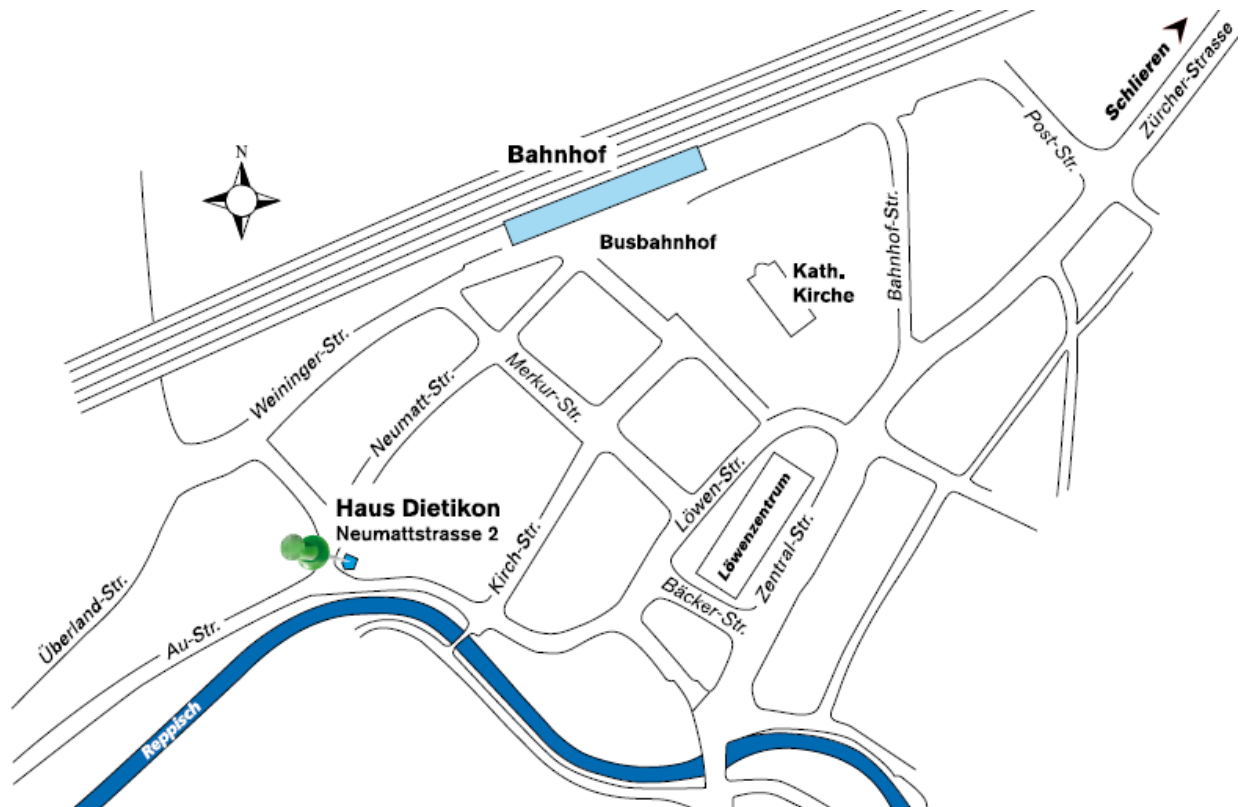 Schlieren
Zürcher-Strasse
Post-Str.
N
Bahnhof
Busbahnhof
Kath.
Kirche
Bahnhof-Str.
Weininger-Str.
Neumatt-Str.
Merkur-Str.
Löwen-Str.
Löwenzentrum
Zentral-Str.
Haus Dietikon
Neumattstrasse 2
Kirch-Str.
Bäcker-Str.
Überland-Str.
Au-Str.
Reppisch